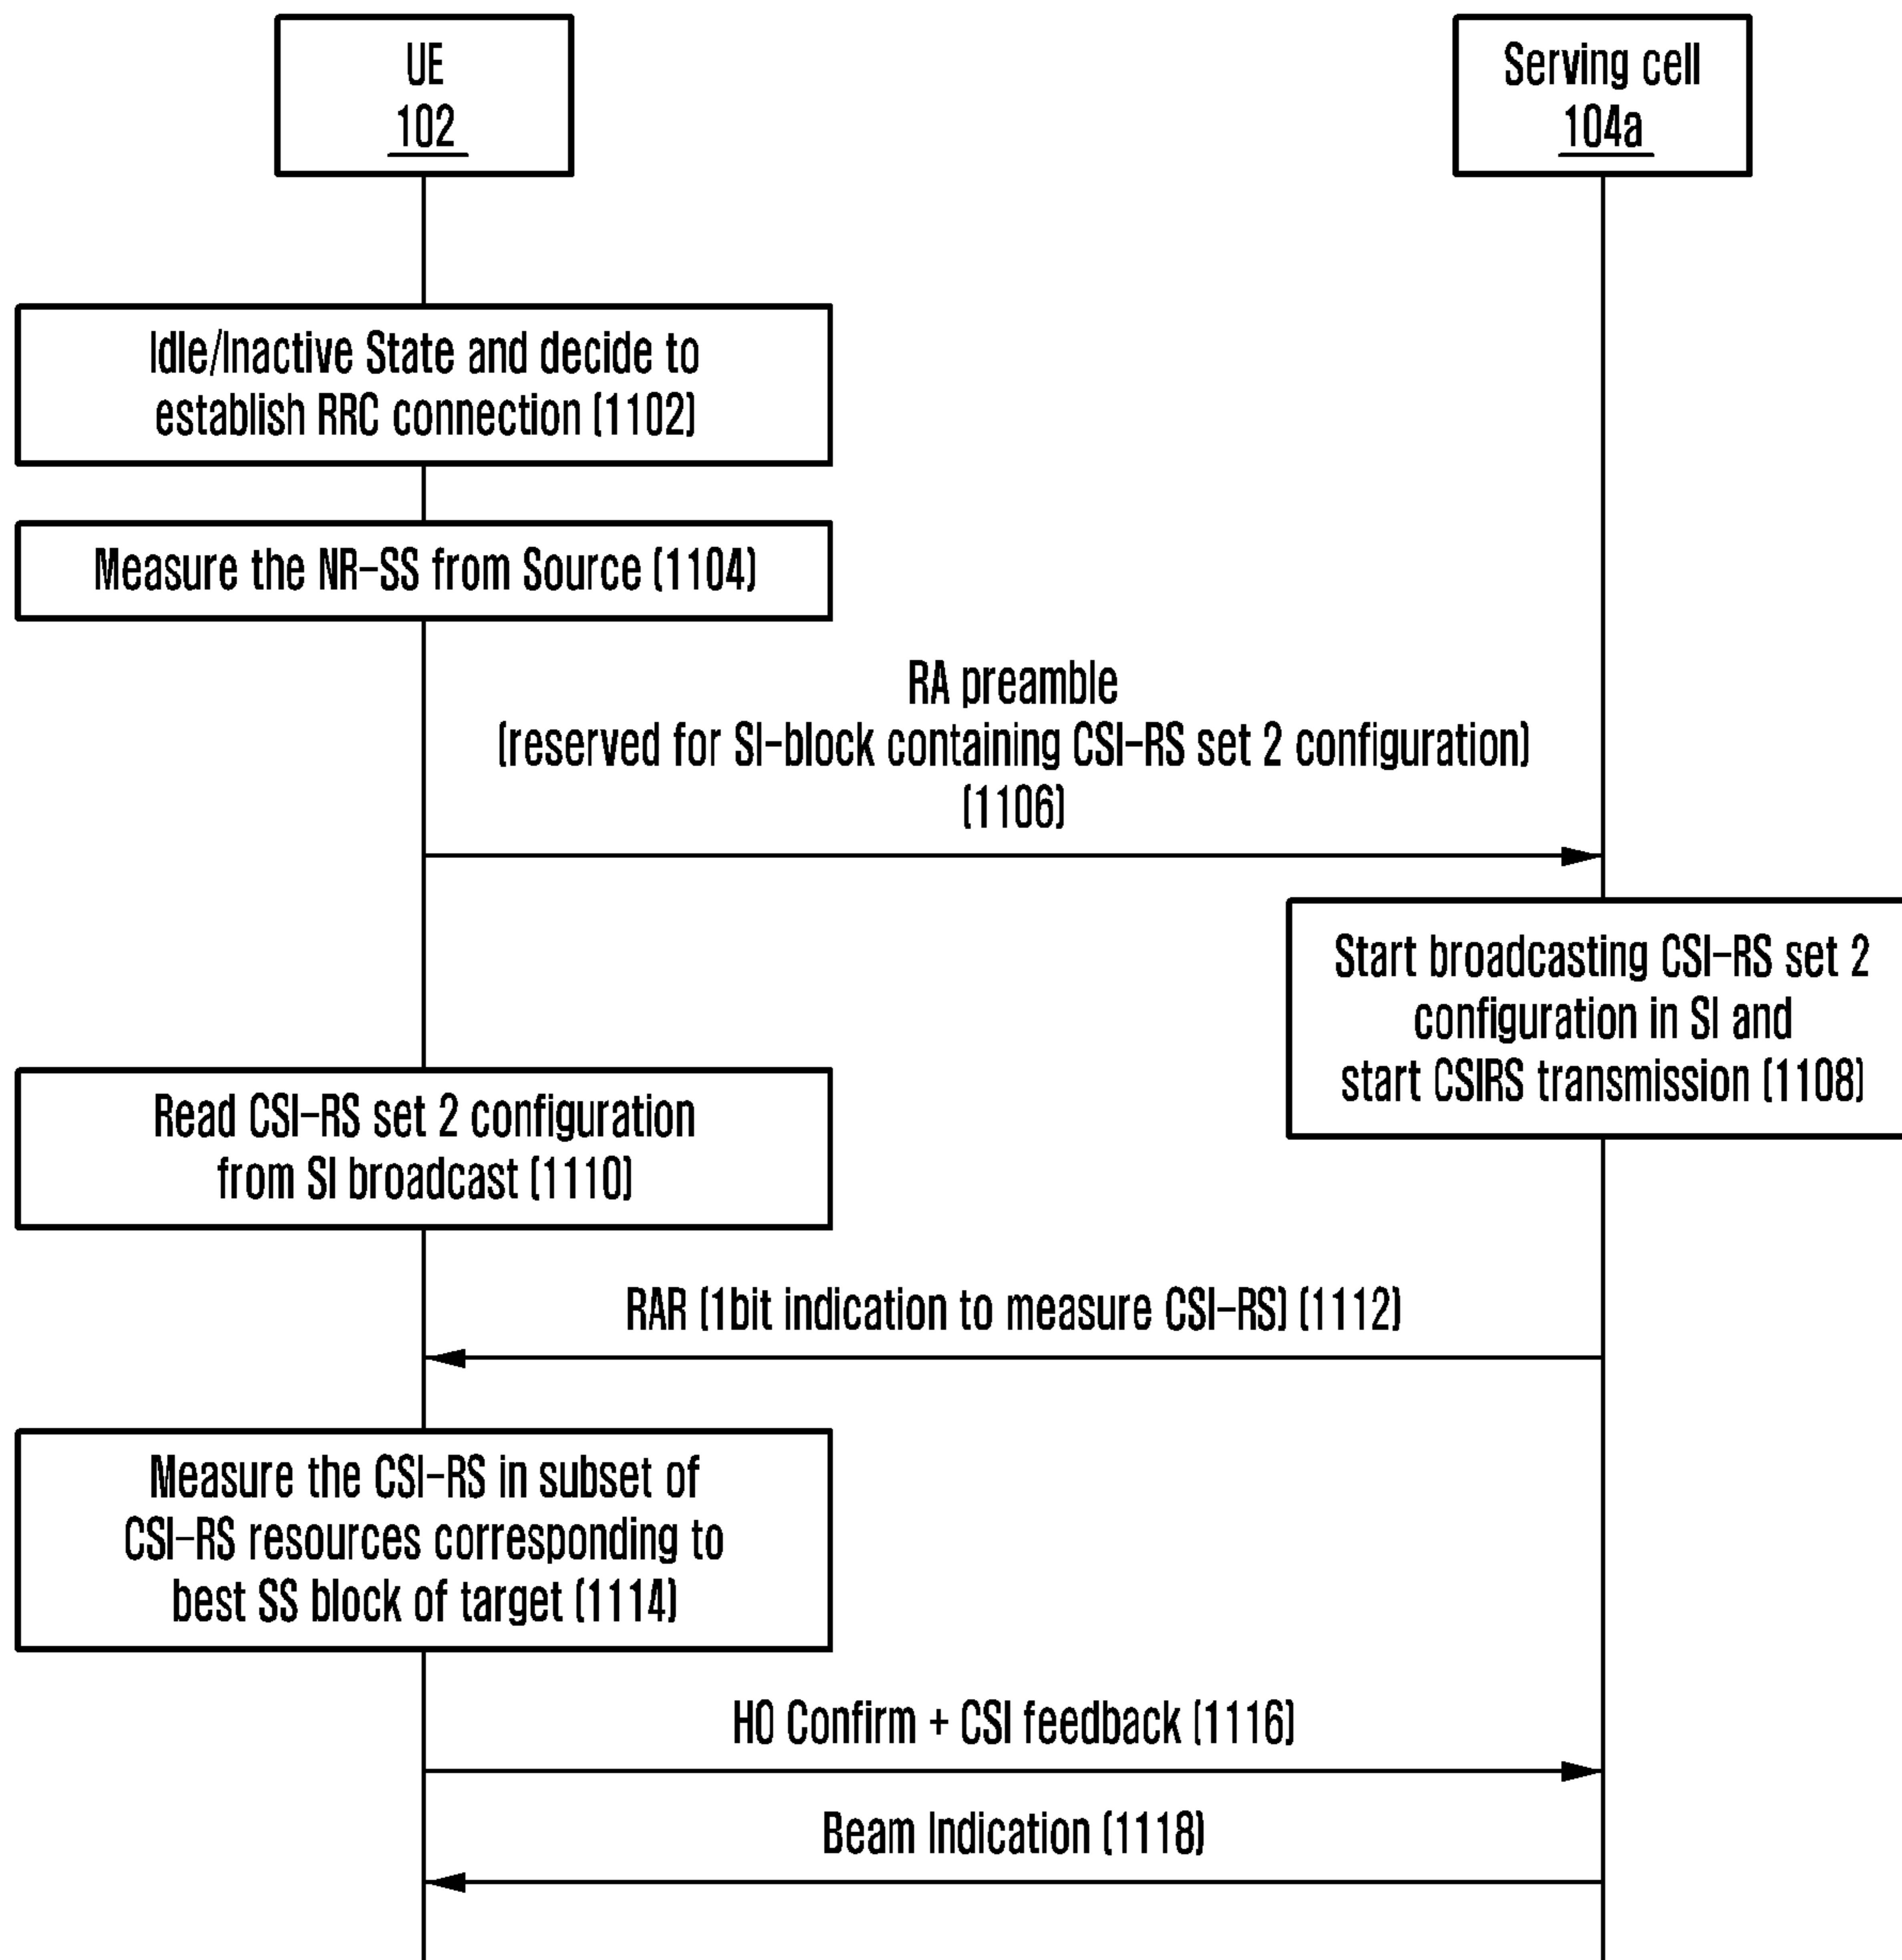 UE
102
Serving cell
104a
Idle/Inactive State and decide to
establish RRC connection (1102)
Measure the NR-SS from Source (1104)
RA preamble
(reserved for SI-block containing CSI-RS set 2 configuration)
(1106)
Start broadcasting CSI-RS set 2
configuration in SI and
start CSIRS transmission (1108)
Read CSI-RS set 2 configuration
from SI broadcast (1110)
RAR (1bit indication to measure CSI-RS) (1112)
Measure the CSI-RS in subset of
CSI-RS resources corresponding to
best SS block of target (1114)
HO Confirm + CSI feedback (1116)
Beam Indication (1118)